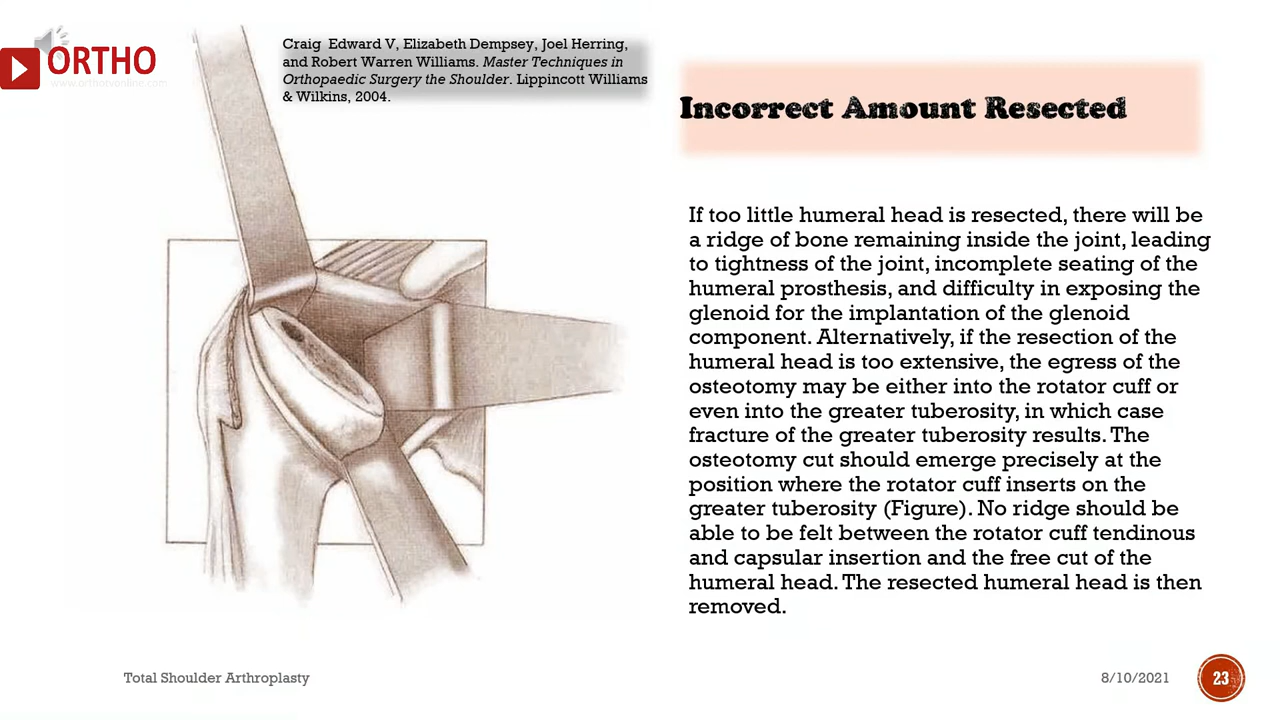 ORTHO
www.orthotvonline.com
Craig Edward V, Elizabeth Dempsey, Joel Herring,
and Robert Warren Williams. Master Techniques in
Orthopaedic Surgery the Shoulder. Lippincott Williams
& Wilkins, 2004.
Incorrect Amount Resected
If too little humeral head is resected, there will be
a ridge of bone remaining inside the joint, leading
to tightness of the joint, incomplete seating of the
humeral prosthesis, and difficulty in exposing the
glenoid for the implantation of the glenoid
component. Alternatively, if the resection of the
humeral head is too extensive, the egress of the
osteotomy may be either into the rotator cuff or
even into the greater tuberosity, in which case
fracture of the greater tuberosity results. The
osteotomy cut should emerge precisely at the
position where the rotator cuff inserts on the
greater tuberosity (Figure). No ridge should be
able to be felt between the rotator cuff tendinous
and capsular insertion and the free cut of the
humeral head. The resected humeral head is then
removed.
Total Shoulder Arthroplasty
8/10/2021
23